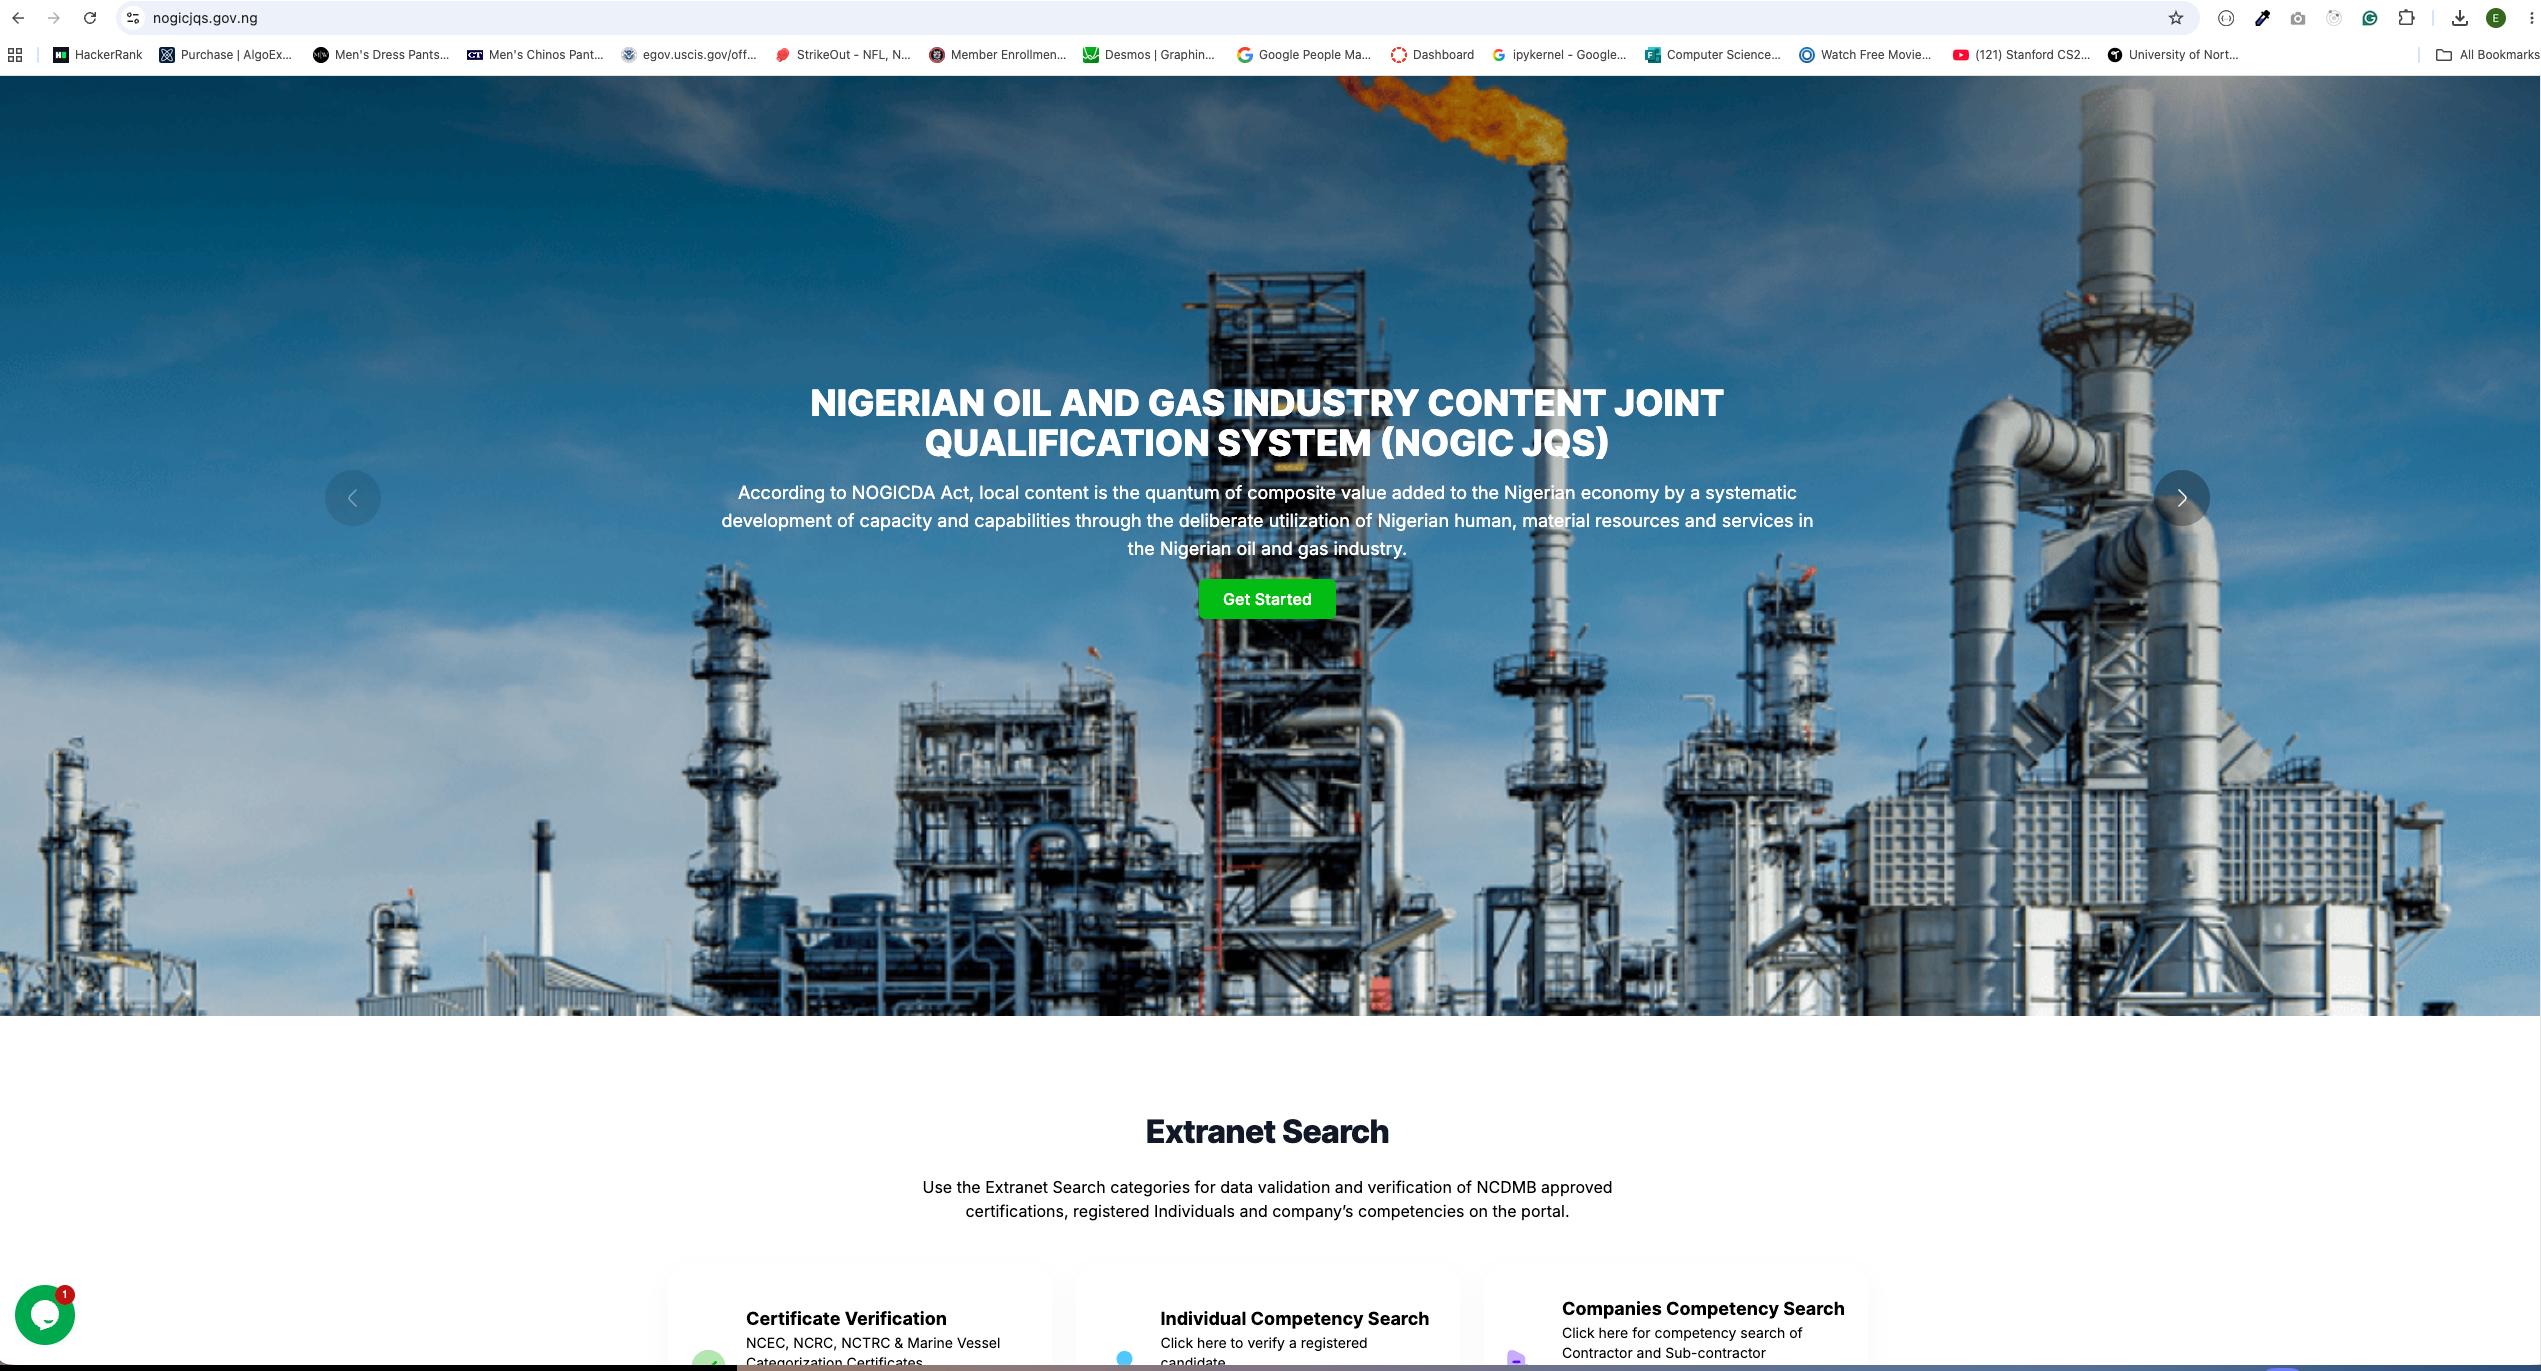 nogicjqs.gov.ng
E
HackerRank
Purchase | AlgoEx...
Men's Dress Pants...
Men's Chinos Pant...
egov.uscis.gov/off...
StrikeOut - NFL, N...
Member Enrollmen...
Desmos | Graphin...
Google People Ma...
Dashboard
ipykernel - Google...
Computer Science...
Watch Free Movie...
(121) Stanford CS2...
University of Nort...
All Bookmarks
NIGERIAN OIL AND GAS INDUSTRY CONTENT JOINT
QUALIFICATION SYSTEM (NOGIC JQS)
According to NOGICDA Act, local content is the quantum of composite value added to the Nigerian economy by a systematic
development of capacity and capabilities through the deliberate utilization of Nigerian human, material resources and services in
the Nigerian oil and gas industry.
Get Started
Extranet Search
Use the Extranet Search categories for data validation and verification of NCDMB approved
certifications, registered Individuals and company’s competencies on the portal.
1
Certificate Verification
NCEC, NCRC, NCTRC & Marine Vessel
Categorization Certificates
Individual Competency Search
Click here to verify a registered
candidate
Companies Competency Search
Click here for competency search of
Contractor and Sub-contractor